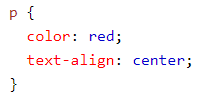 p {
  color: red;
  text-align: center;
}